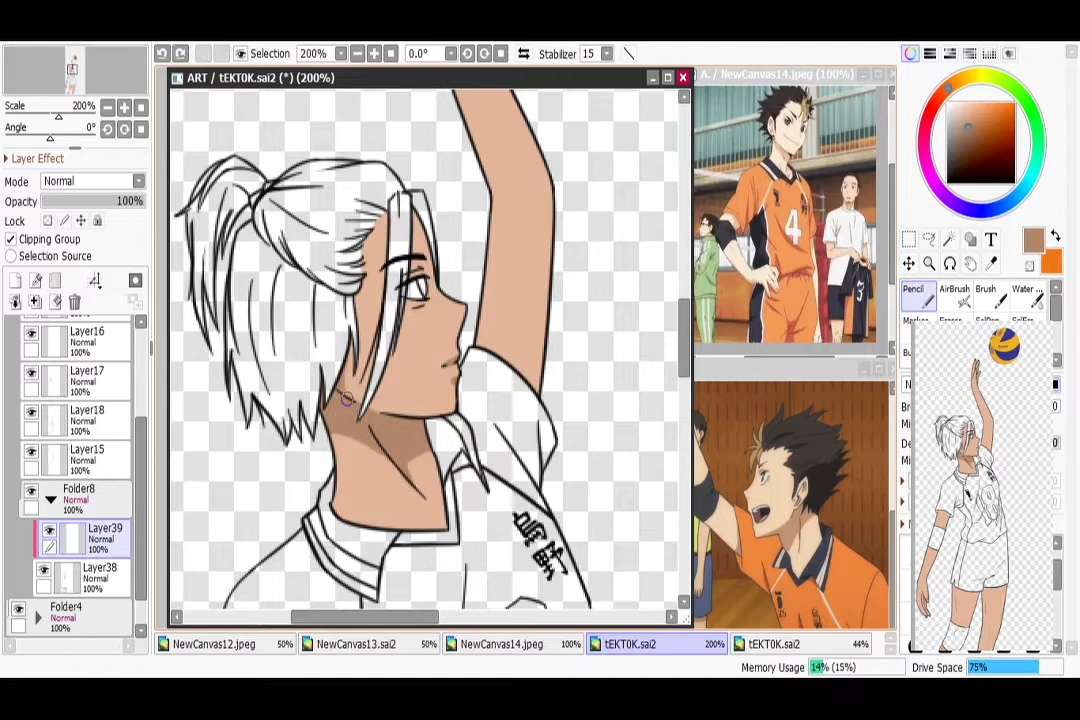 Selection
200%
0.0°
Stabilizer
15
ART / tEKT0K.sai2 (*) (200%)
A. / NewCanvas14.jpeg (100%)
Scale
200%
Angle
0°
Layer Effect
Mode
Normal
Opacity
100%
Lock
Clipping Group
Selection Source
Layer16
Normal
100%
Layer17
Normal
100%
Layer18
Normal
100%
Layer15
Normal
100%
Folder8
Normal
Layer39
Normal
100%
Layer38
Normal
100%
Folder4
Normal
100%
4
3
烏野
T
Pencil
AirBrush
Brush
Water ...
NewCanvas12.jpeg
50%
NewCanvas13.sai2
50%
NewCanvas14.jpeg
100%
tEKT0K.sai2
200%
tEKT0K.sai2
44%
Memory Usage
14% (15%)
Drive Space
75%